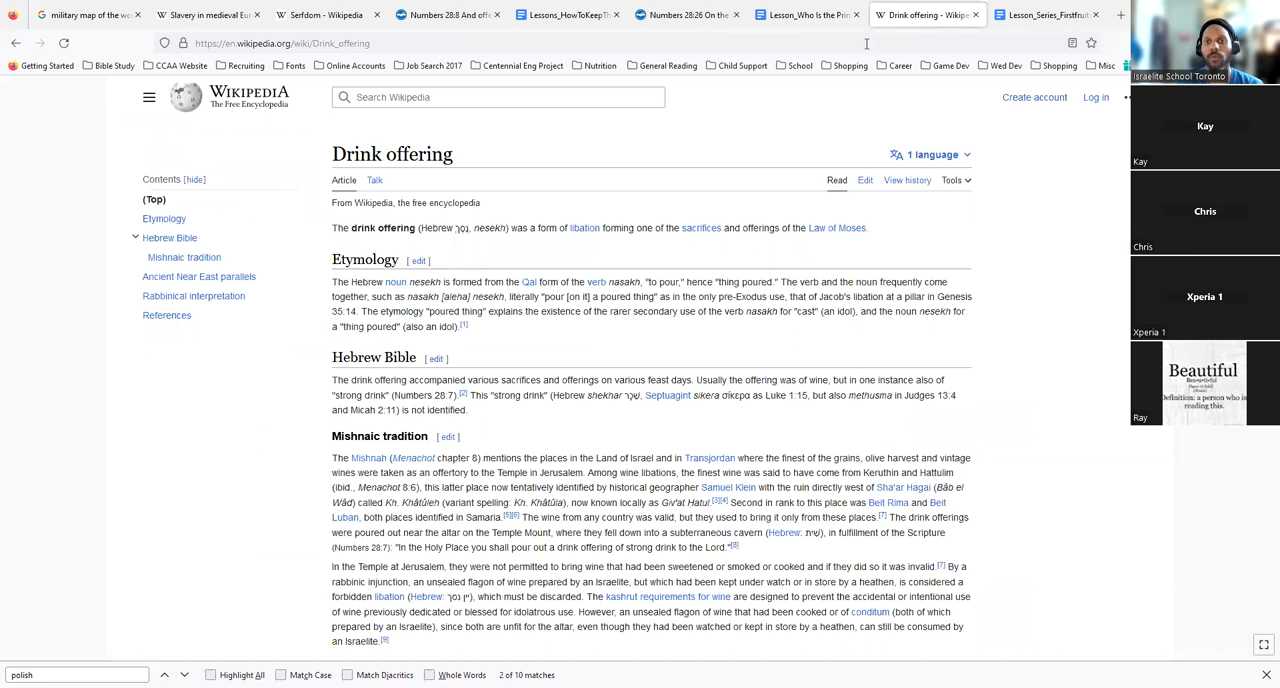 military map of the wo
Slavery in medieval Eu
Serfdom - Wikipedia
Numbers 28:8 And offe
Lessons_HowToKeepTh
Numbers 28:26 On the
Lesson_Who Is the Prin
Drink offering - Wikipe
Lesson_Series_Firstfruit
https://en.wikipedia.org/wiki/Drink_offering
Getting Started Bible Study CCAA Website Recruiting Fonts Online Accounts Job Search 2017 Centennial Eng Project Nutrition General Reading Child Support School Shopping Career Game Dev Wed Dev Shopping Misc
WIKIPEDIA
The Free Encyclopedia
Search Wikipedia
Create account Log in
Drink offering
1 language
Article Talk
Read Edit View history Tools
From Wikipedia, the free encyclopedia
Contents [hide]
(Top)
Etymology
Hebrew Bible
Mishnaic tradition
Ancient Near East parallels
Rabbinical interpretation
References
The drink offering (Hebrew נֶסֶךְ, nesekh) was a form of libation forming one of the sacrifices and offerings of the Law of Moses.
Etymology [ edit ]
The Hebrew noun nesekh is formed from the Qal form of the verb nasakh, "to pour," hence "thing poured." The verb and the noun frequently come
together, such as nasakh [aleha] nesekh, literally "pour [on it] a poured thing" as in the only pre-Exodus use, that of Jacob's libation at a pillar in Genesis
35:14. The etymology "poured thing" explains the existence of the rarer secondary use of the verb nasakh for "cast" (an idol), and the noun nesekh for
a "thing poured" (also an idol).[1]
Hebrew Bible [ edit ]
The drink offering accompanied various sacrifices and offerings on various feast days. Usually the offering was of wine, but in one instance also of
"strong drink" (Numbers 28:7).[2] This "strong drink" (Hebrew shekhar שֵׁכָר, Septuagint sikera σίκερα as Luke 1:15, but also methusma in Judges 13:4
and Micah 2:11) is not identified.
Mishnaic tradition [ edit ]
The Mishnah (Menachot chapter 8) mentions the places in the Land of Israel and in Transjordan where the finest of the grains, olive harvest and vintage
wines were taken as an offertory to the Temple in Jerusalem. Among wine libations, the finest wine was said to have come from Keruthin and Hattulim
(ibid., Menachot 8:6), this latter place now tentatively identified by historical geographer Samuel Klein with the ruin directly west of Sha'ar Hagai (Bâb el
Wâd) called Kh. Khâtûleh (variant spelling: Kh. Khâtûla), now known locally as Giv'at Ḥatul.[3][4] Second in rank to this place was Beit Rima and Beit
Luban, both places identified in Samaria.[5][6] The wine from any country was valid, but they used to bring it only from these places.[7] The drink offerings
were poured out near the altar on the Temple Mount, where they fell down into a subterranean cavern (Hebrew: שית), in fulfillment of the Scripture
(Numbers 28:7): "In the Holy Place you shall pour out a drink offering of strong drink to the Lord."[8]
In the Temple at Jerusalem, they were not permitted to bring wine that had been sweetened or smoked or cooked and if they did so it was invalid.[7] By a
rabbinic injunction, an unsealed flagon of wine prepared by an Israelite, but which had been kept under watch or in store by a heathen, is considered a
forbidden libation (Hebrew: יין נסך), which must be discarded. The kashrut requirements for wine are designed to prevent the accidental or intentional use
of wine previously dedicated or blessed for idolatrous use. However, an unsealed flagon of wine that had been cooked or of conditum (both of which
prepared by an Israelite), since both are unfit for the altar, even though they had been watched or kept in store by a heathen, can still be consumed by
an Israelite.[9]
polish Highlight All Match Case Match Diacritics Whole Words 2 of 10 matches
Israelite School Toronto
Kay
Kay
Chris
Chris
Xperia 1
Xperia 1
Beautiful
Definition: a person who is
reading this.
Ray